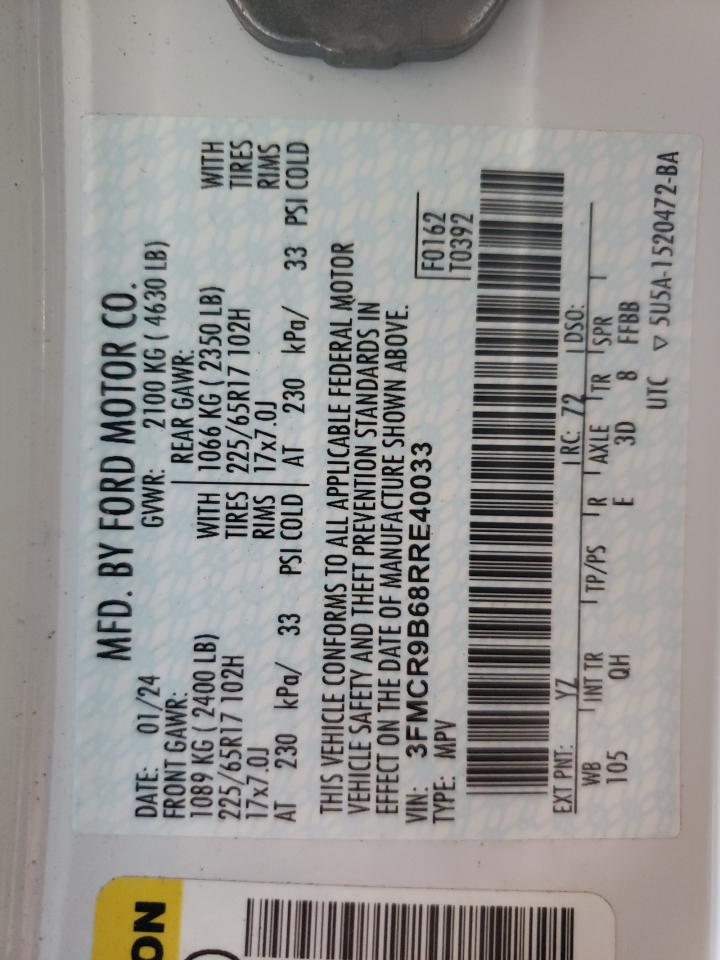 MFD. BY FORD MOTOR CO.
DATE: 01/24 GVWR: 2100 KG ( 4630 LB)
FRONT GAWR: REAR GAWR:
1089 KG ( 2400 LB) WITH 1066 KG ( 2350 LB) WITH
225/65R17 102H TIRES 225/65R17 102H TIRES
17x7.0J RIMS 17x7.0J RIMS
AT 230 kPa/ 33 PSI COLD AT 230 kPa/ 33 PSI COLD
THIS VEHICLE CONFORMS TO ALL APPLICABLE FEDERAL MOTOR
VEHICLE SAFETY AND THEFT PREVENTION STANDARDS IN
EFFECT ON THE DATE OF MANUFACTURE SHOWN ABOVE.
VIN: 3FMCR9B68RRE40033 F0162
TYPE: MPV T0392
EXT PNT: YZ RC: 72 DSO:
WB INT TR TP/PS R AXLE TR SPR
105 QH E 3D 8 FFBB
UTC ▽ 5U5A-1520472-BA
ON